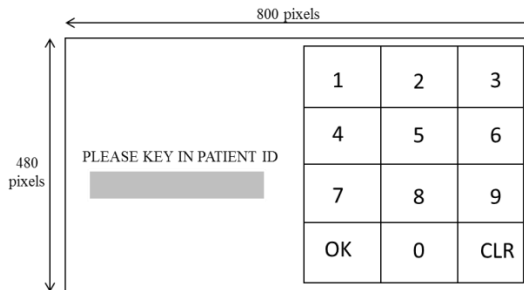 800 pixels
480
pixels
PLEASE KEY IN PATIENT ID
1 2 3
4 5 6
7 8 9
OK 0 CLR